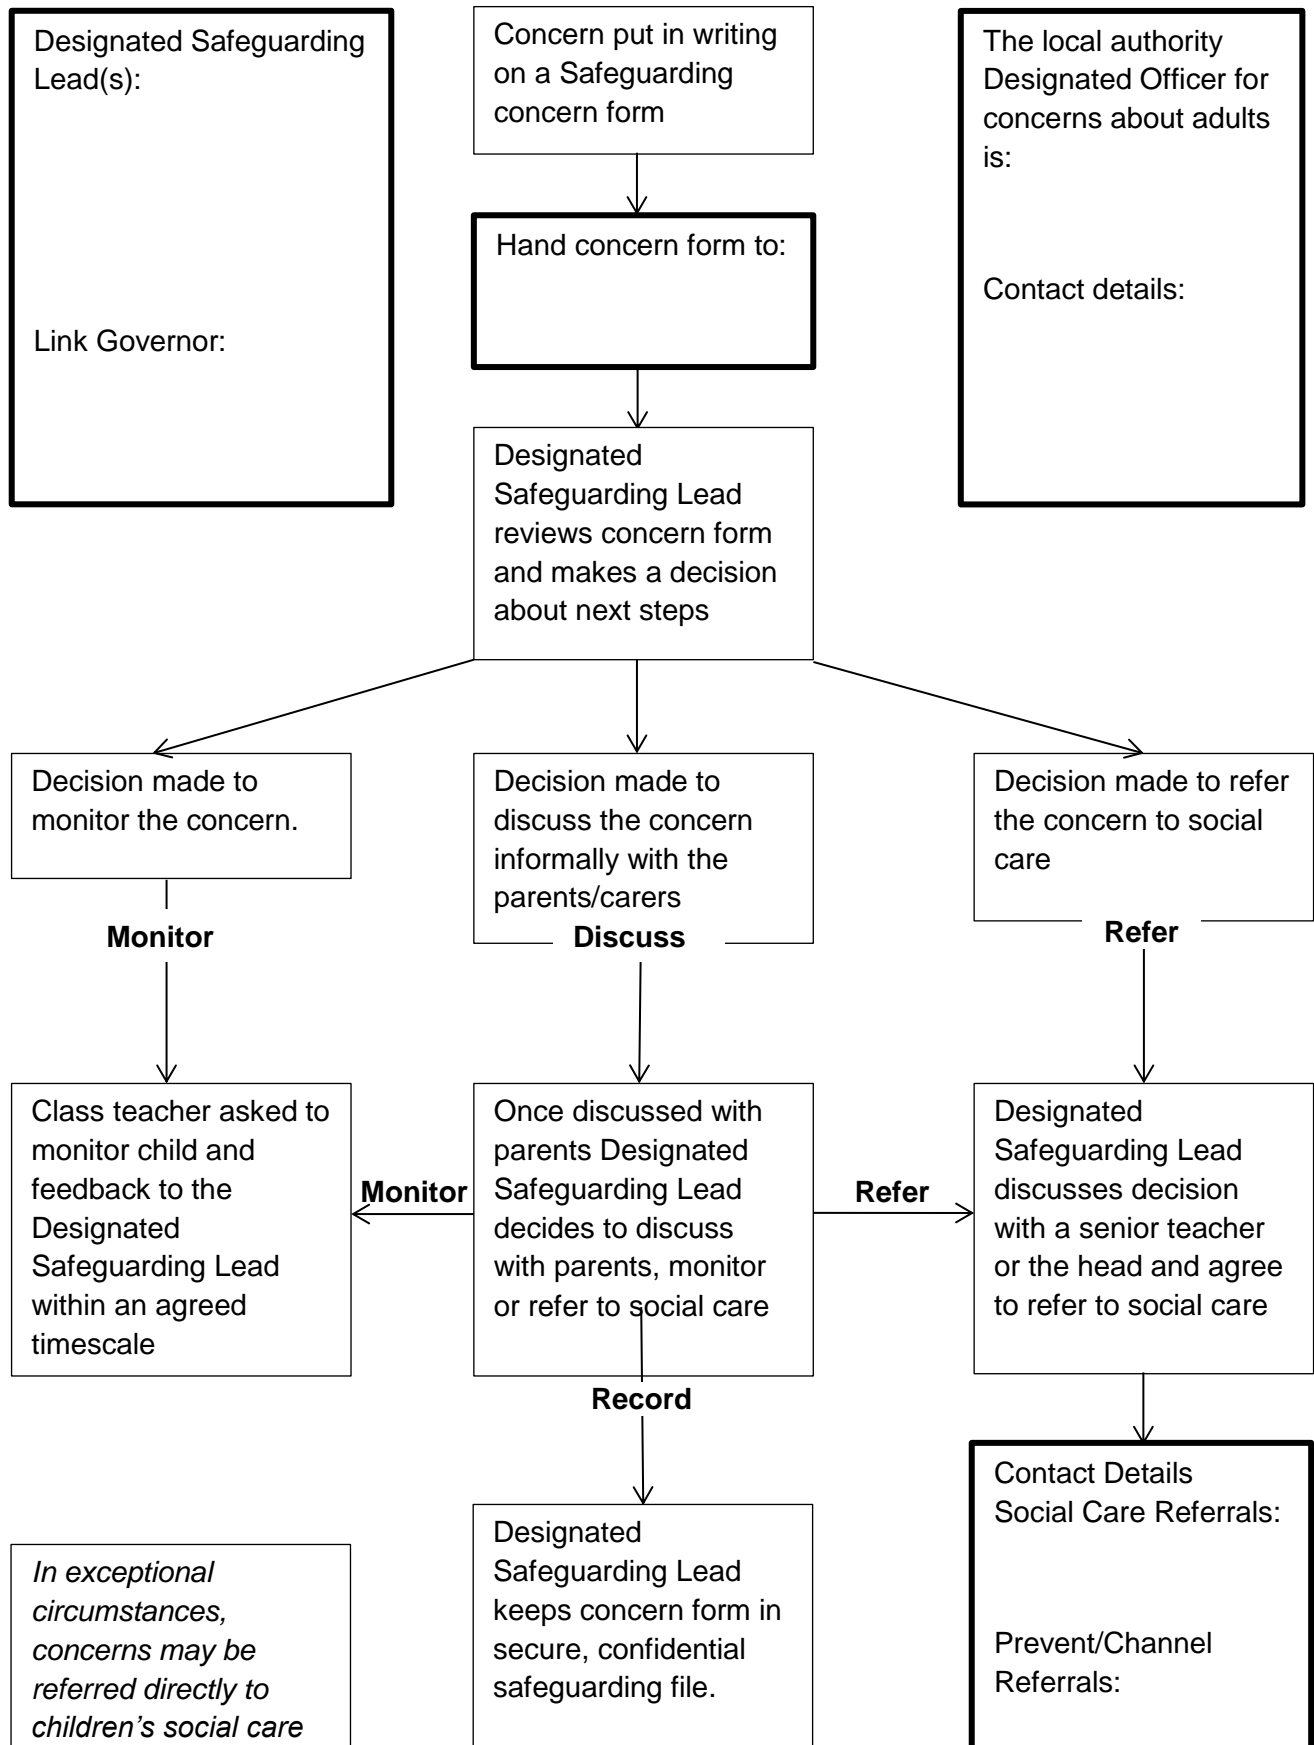 Designated Safeguarding
Lead(s):
Link Governor:
Concern put in writing
on a Safeguarding
concern form
The local authority
Designated Officer for
concerns about adults
is:
Contact details:
Hand concern form to:
Designated
Safeguarding Lead
reviews concern form
and makes a decision
about next steps
Decision made to
monitor the concern.
Decision made to
discuss the concern
informally with the
parents/carers
Decision made to refer
the concern to social
care
Monitor
Discuss
Refer
Class teacher asked to
monitor child and
feedback to the
Designated
Safeguarding Lead
within an agreed
timescale
Monitor
Once discussed with
parents Designated
Safeguarding Lead
decides to discuss
with parents, monitor
or refer to social care
Refer
Designated
Safeguarding Lead
discusses decision
with a senior teacher
or the head and agree
to refer to social care
Record
In exceptional
circumstances,
concerns may be
referred directly to
children’s social care
Designated
Safeguarding Lead
keeps concern form in
secure, confidential
safeguarding file.
Contact Details
Social Care Referrals:
Prevent/Channel
Referrals: